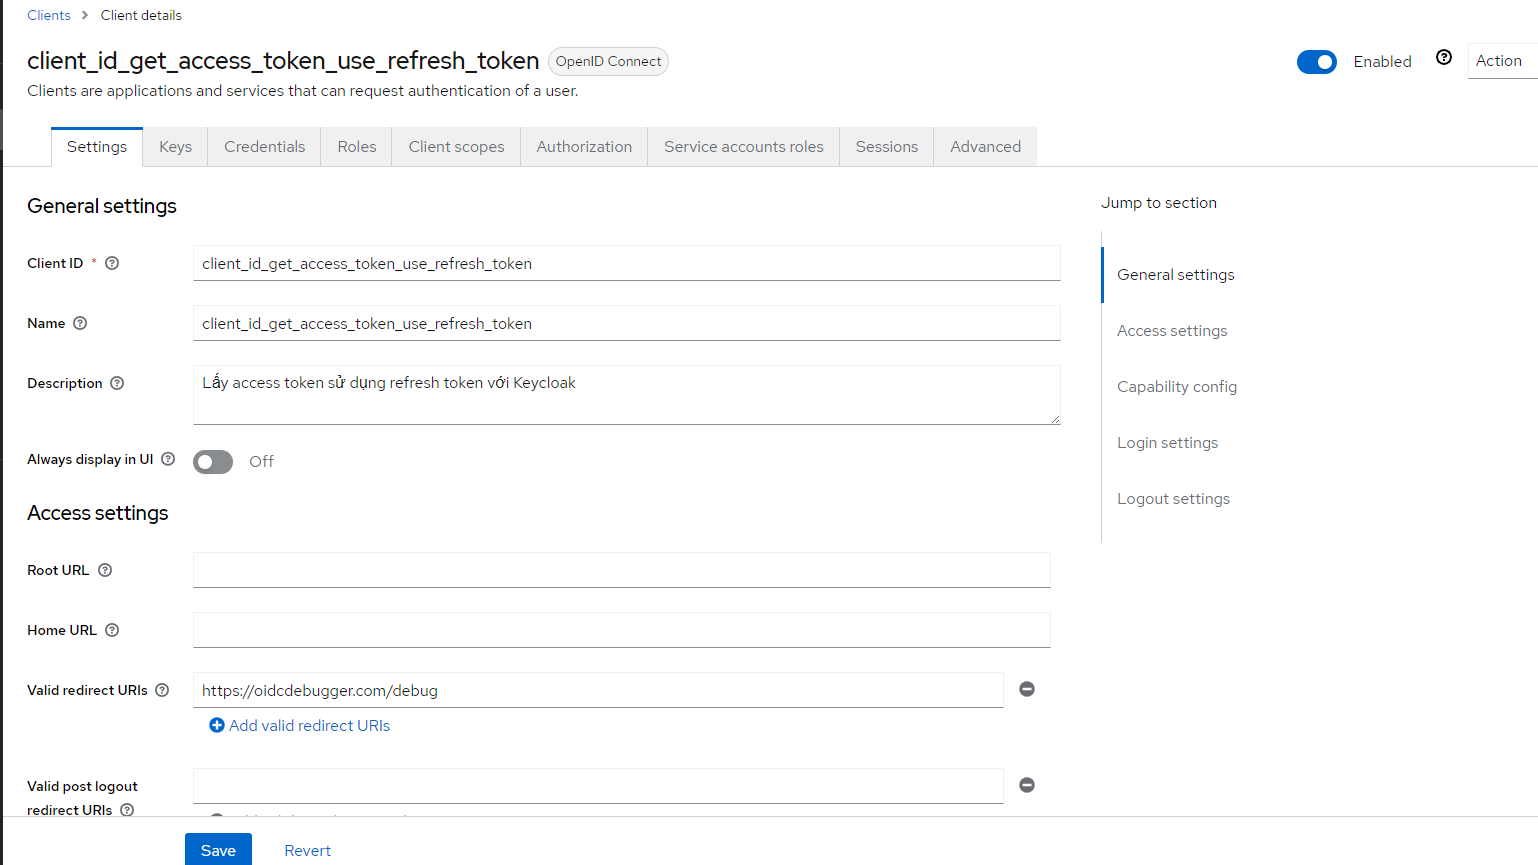 Clients > Client details
client_id_get_access_token_use_refresh_token OpenID Connect
Enabled Action
Clients are applications and services that can request authentication of a user.
Settings Keys Credentials Roles Client scopes Authorization Service accounts roles Sessions Advanced
General settings
Client ID * client_id_get_access_token_use_refresh_token
Name client_id_get_access_token_use_refresh_token
Description Lấy access token sử dụng refresh token với Keycloak
Always display in UI Off
Access settings
Root URL
Home URL
Valid redirect URIs https://oidcdebugger.com/debug
Add valid redirect URIs
Valid post logout
redirect URIs
Save Revert
Jump to section
General settings
Access settings
Capability config
Login settings
Logout settings